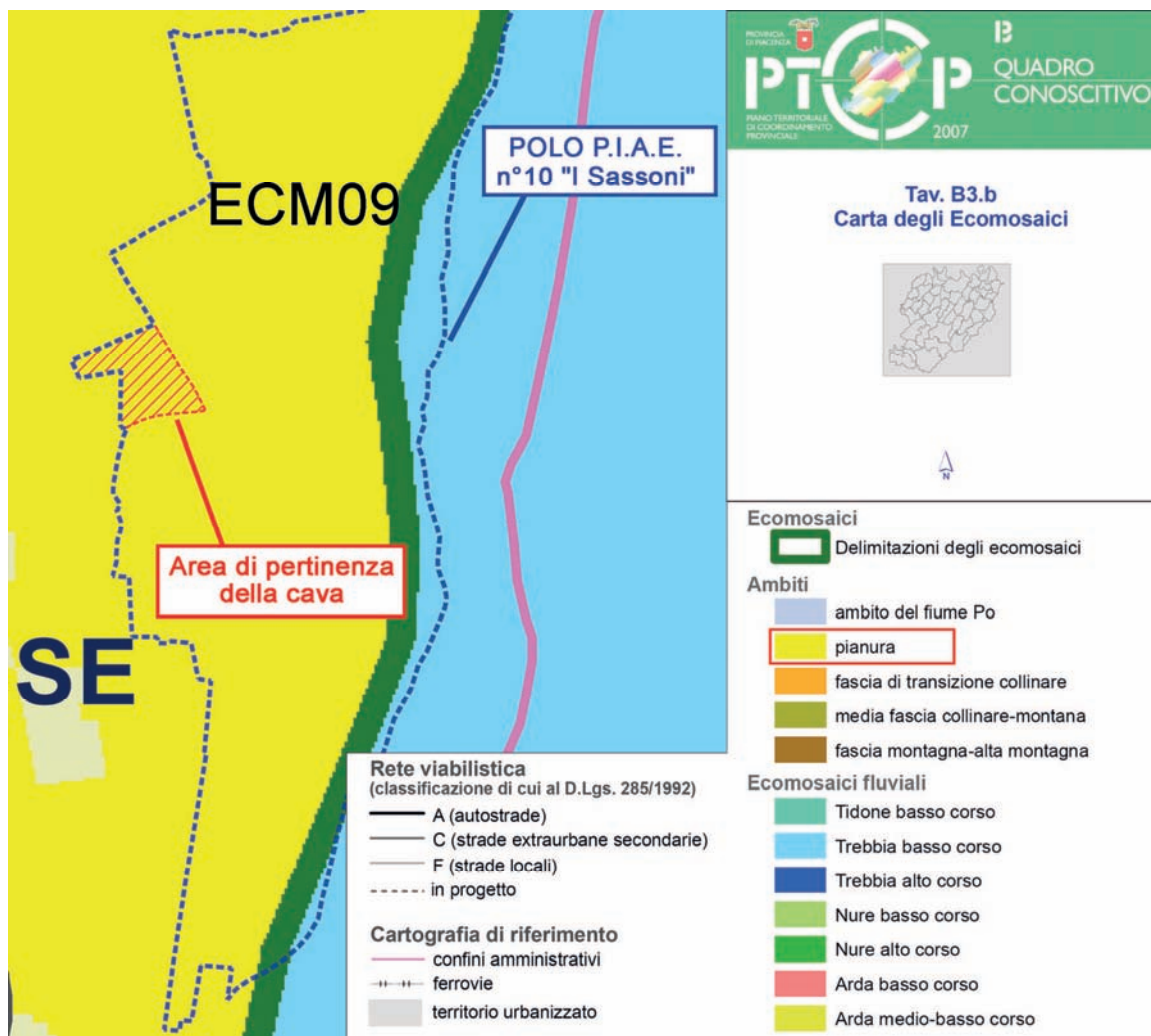 ECM09
POLO P.I.A.E.
n°10 "I Sassoni"
Area di pertinenza
della cava
SE
PROVINCIA
DI PIACENZA
PTCP
PIANO TERRITORIALE
DI COORDINAMENTO
PROVINCIALE
2007
B
QUADRO
CONOSCITIVO
Tav. B3.b
Carta degli Ecomosaici
N
Rete viabilistica
(classificazione di cui al D.Lgs. 285/1992)
A (autostrade)
C (strade extraurbane secondarie)
F (strade locali)
in progetto
Cartografia di riferimento
confini amministrativi
ferrovie
territorio urbanizzato
Ecomosaici
Delimitazioni degli ecomosaici
Ambiti
ambito del fiume Po
pianura
fascia di transizione collinare
media fascia collinare-montana
fascia montagna-alta montagna
Ecomosaici fluviali
Tidone basso corso
Trebbia basso corso
Trebbia alto corso
Nure basso corso
Nure alto corso
Arda basso corso
Arda medio-basso corso